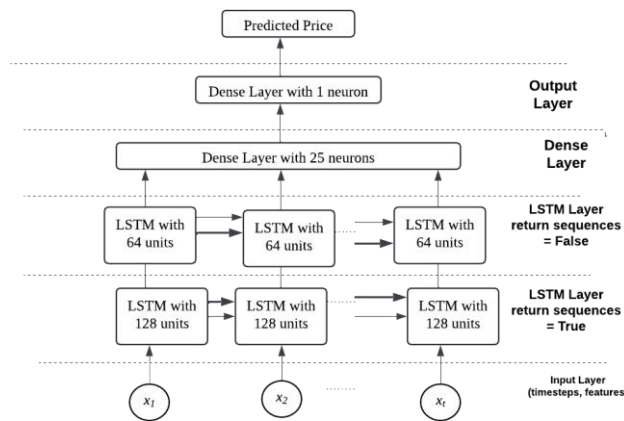 Predicted Price
Dense Layer with 1 neuron
Output
Layer
Dense Layer with 25 neurons
Dense
Layer
LSTM with
64 units
LSTM with
64 units
LSTM with
64 units
LSTM Layer
return sequences
= False
LSTM with
128 units
LSTM with
128 units
LSTM with
128 units
LSTM Layer
return sequences
= True
x1
x2
xt
Input Layer
(timesteps, features